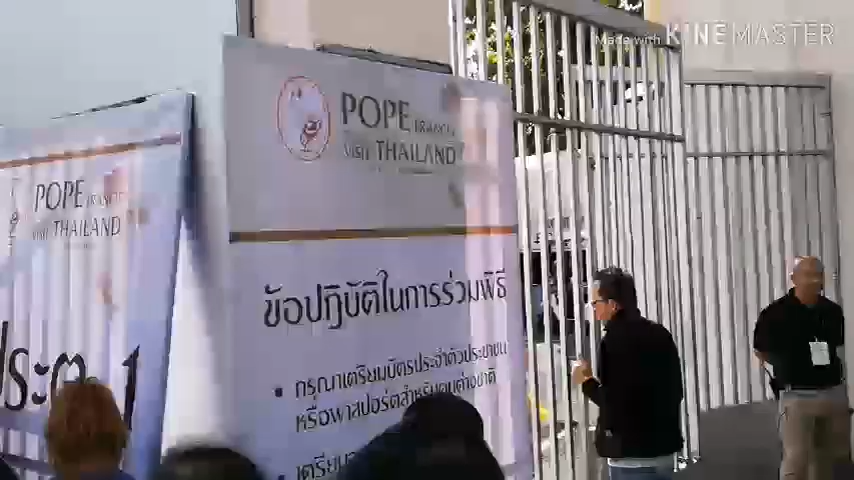 Made with KINEMASTER
POPE FRANCIS
VISIT THAILAND
POPE FRANCIS
VISIT THAILAND
ประตู 1
ข้อปฏิบัติในการร่วมพิธี
• กรุณาเตรียมบัตรประจำตัวประชาชน
หรือพาสปอร์ตสำหรับคนต่างชาติ